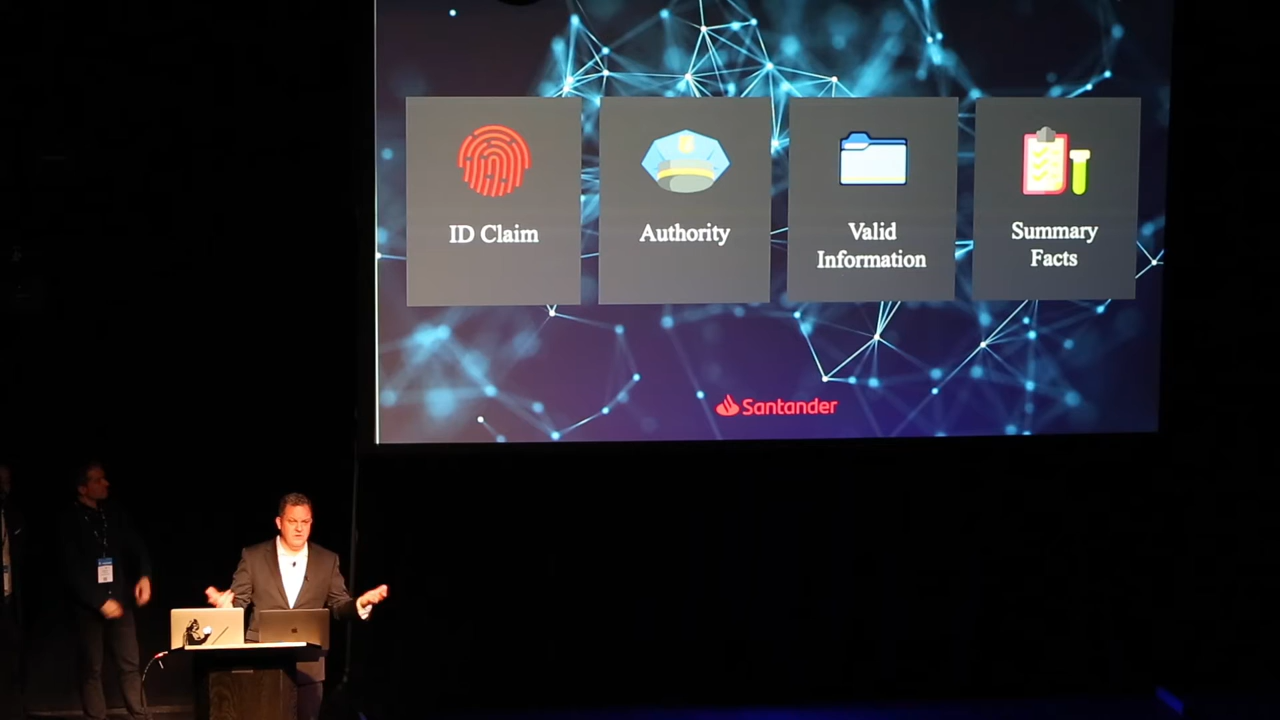 ID Claim
Authority
Valid
Information
Summary
Facts
Santander